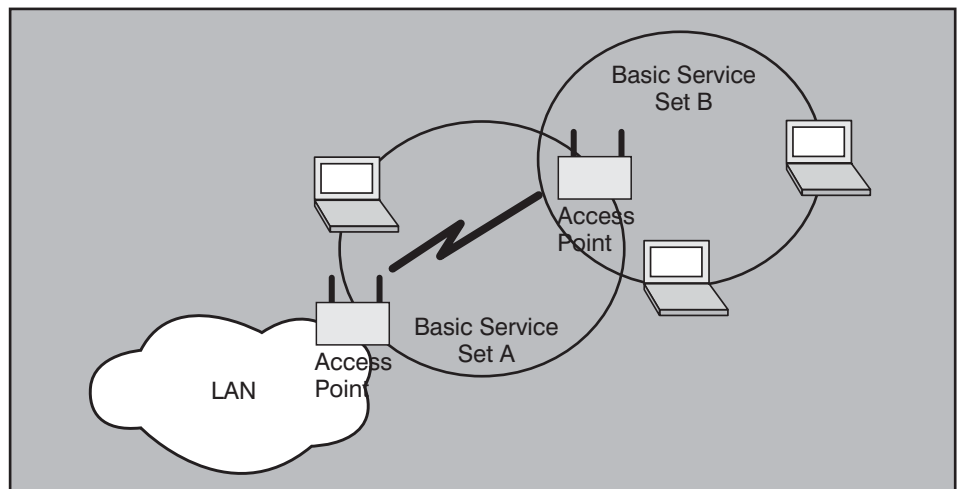 Basic Service
Set B
Access
Point
Basic Service
Set A
Access
Point
LAN